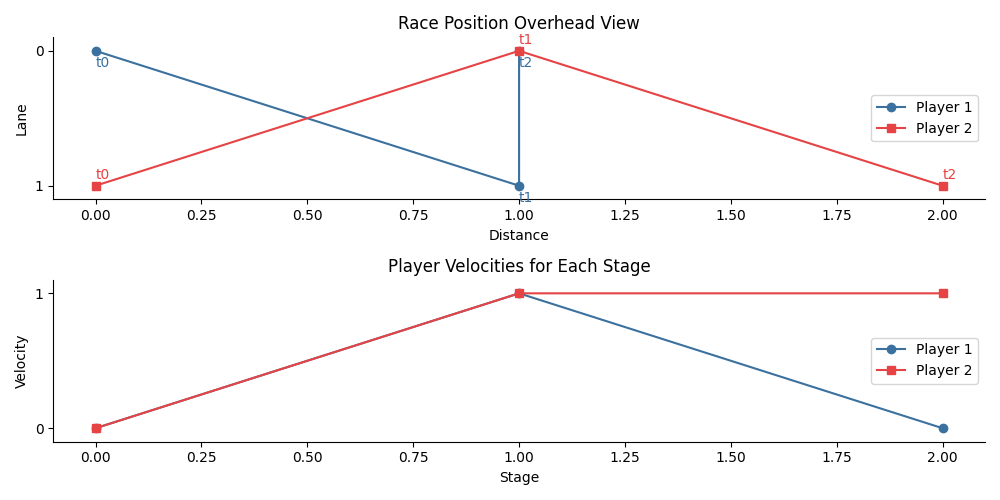 Race Position Overhead View
t1
0
t0
t2
Lane
Player 1
Player 2
t0
t2
1
t1
0.00 0.25 0.50 0.75 1.00 1.25 1.50 1.75 2.00
Distance
Player Velocities for Each Stage
1
Velocity
Player 1
Player 2
0
0.00 0.25 0.50 0.75 1.00 1.25 1.50 1.75 2.00
Stage